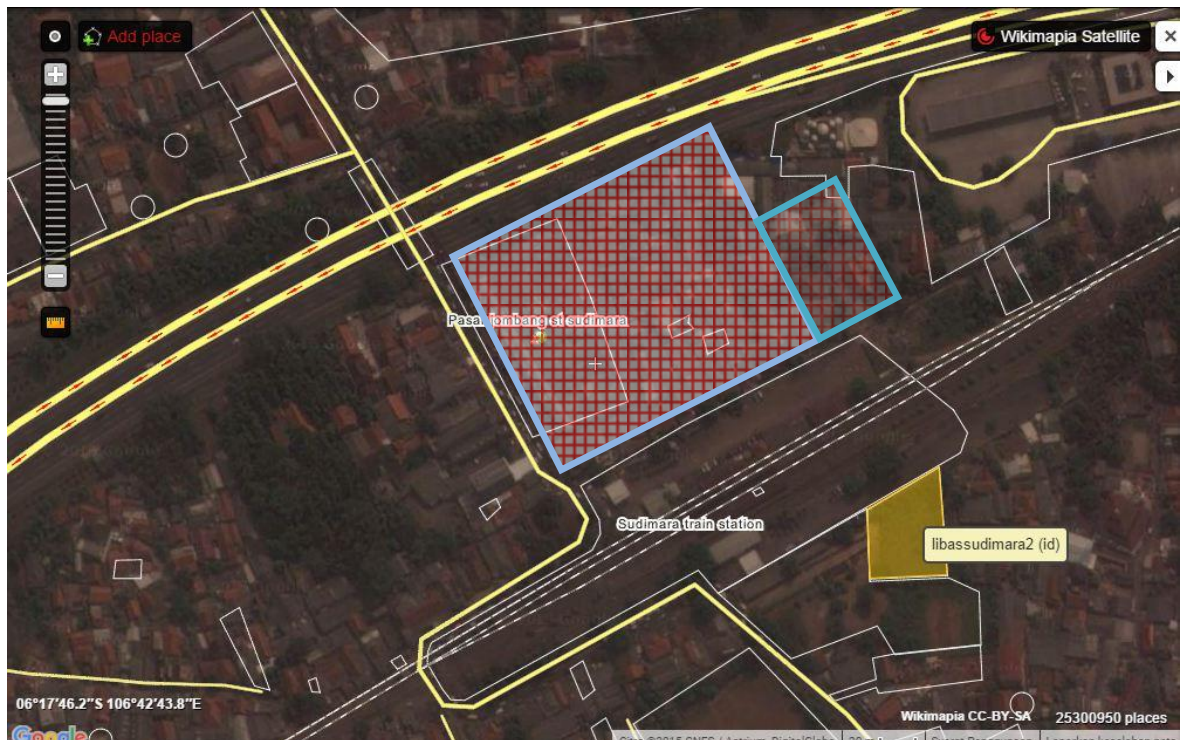 Add place
Wikimapia Satellite
Pasar lombang st sudimara
Sudimara train station
libassudimara2 (id)
06°17'46.2"S 106°42'43.8"E
Wikimapia CC-BY-SA
25300950 places
Google